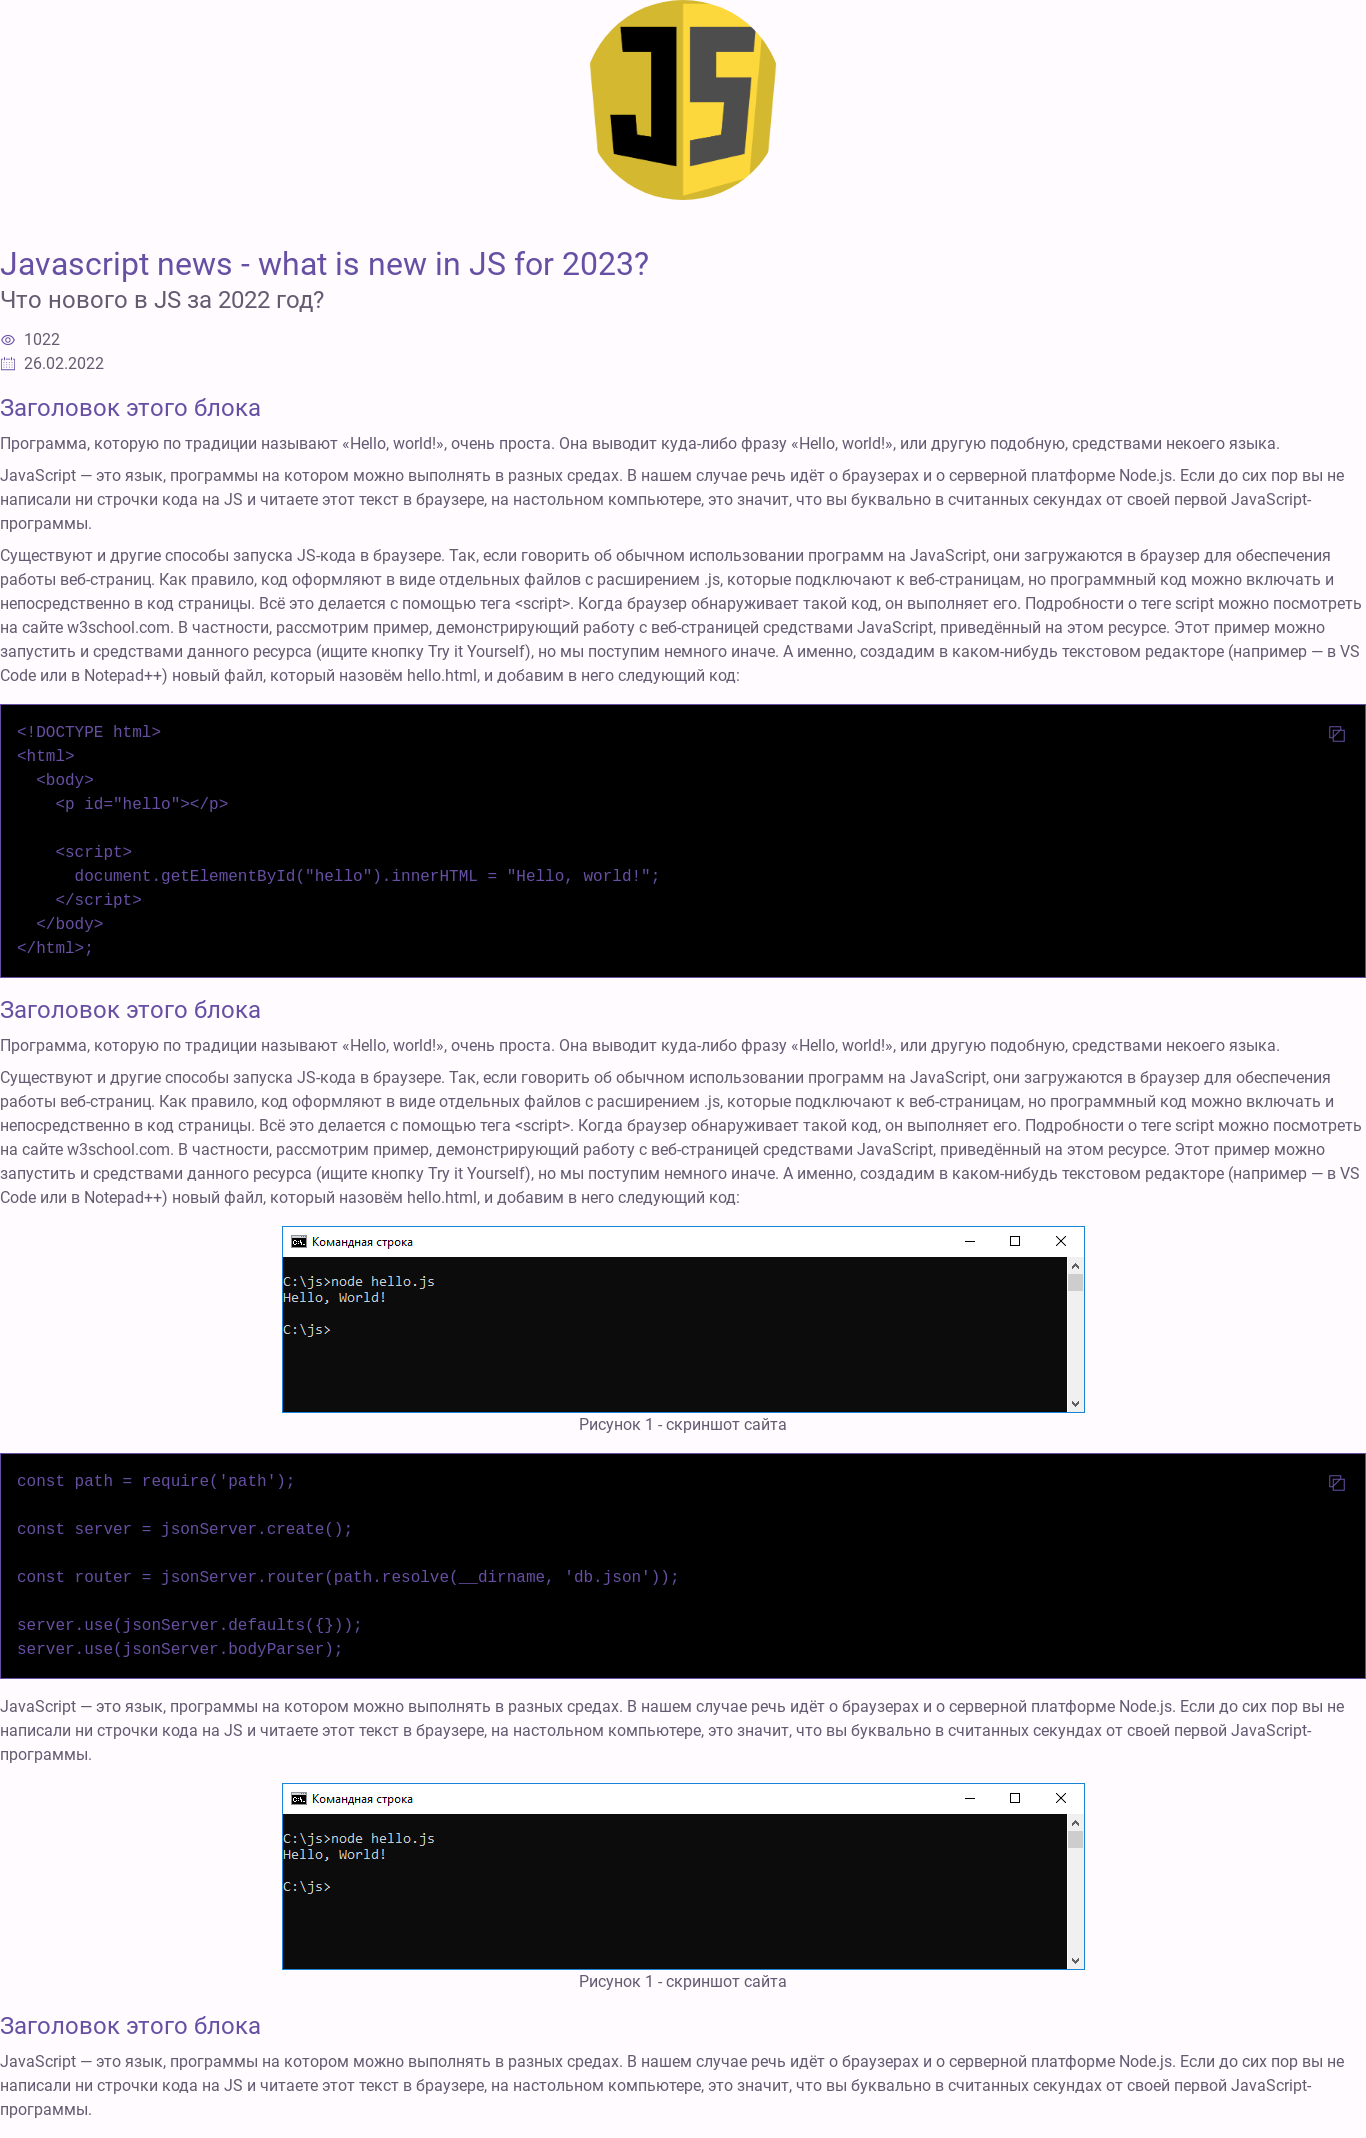 JS
Javascript news - what is new in JS for 2023?
Что нового в JS за 2022 год?
1022
26.02.2022
Заголовок этого блока
Программа, которую по традиции называют «Hello, world!», очень проста. Она выводит куда-либо фразу «Hello, world!», или другую подобную, средствами некоего языка.
JavaScript — это язык, программы на котором можно выполнять в разных средах. В нашем случае речь идёт о браузерах и о серверной платформе Node.js. Если до сих пор вы не
написали ни строчки кода на JS и читаете этот текст в браузере, на настольном компьютере, это значит, что вы буквально в считанных секундах от своей первой JavaScript-
программы.
Существуют и другие способы запуска JS-кода в браузере. Так, если говорить об обычном использовании программ на JavaScript, они загружаются в браузер для обеспечения
работы веб-страниц. Как правило, код оформляют в виде отдельных файлов с расширением .js, которые подключают к веб-страницам, но программный код можно включать и
непосредственно в код страницы. Всё это делается с помощью тега <script>. Когда браузер обнаруживает такой код, он выполняет его. Подробности о теге script можно посмотреть
на сайте w3school.com. В частности, рассмотрим пример, демонстрирующий работу с веб-страницей средствами JavaScript, приведённый на этом ресурсе. Этот пример можно
запустить и средствами данного ресурса (ищите кнопку Try it Yourself), но мы поступим немного иначе. А именно, создадим в каком-нибудь текстовом редакторе (например — в VS
Code или в Notepad++) новый файл, который назовём hello.html, и добавим в него следующий код:
<!DOCTYPE html>
<html>
  <body>
    <p id="hello"></p>
    <script>
      document.getElementById("hello").innerHTML = "Hello, world!";
    </script>
  </body>
</html>;
Заголовок этого блока
Программа, которую по традиции называют «Hello, world!», очень проста. Она выводит куда-либо фразу «Hello, world!», или другую подобную, средствами некоего языка.
Существуют и другие способы запуска JS-кода в браузере. Так, если говорить об обычном использовании программ на JavaScript, они загружаются в браузер для обеспечения
работы веб-страниц. Как правило, код оформляют в виде отдельных файлов с расширением .js, которые подключают к веб-страницам, но программный код можно включать и
непосредственно в код страницы. Всё это делается с помощью тега <script>. Когда браузер обнаруживает такой код, он выполняет его. Подробности о теге script можно посмотреть
на сайте w3school.com. В частности, рассмотрим пример, демонстрирующий работу с веб-страницей средствами JavaScript, приведённый на этом ресурсе. Этот пример можно
запустить и средствами данного ресурса (ищите кнопку Try it Yourself), но мы поступим немного иначе. А именно, создадим в каком-нибудь текстовом редакторе (например — в VS
Code или в Notepad++) новый файл, который назовём hello.html, и добавим в него следующий код:
Командная строка
C:\js>node hello.js
Hello, World!
C:\js>
Рисунок 1 - скриншот сайта
const path = require('path');
const server = jsonServer.create();
const router = jsonServer.router(path.resolve(__dirname, 'db.json'));
server.use(jsonServer.defaults({}));
server.use(jsonServer.bodyParser);
JavaScript — это язык, программы на котором можно выполнять в разных средах. В нашем случае речь идёт о браузерах и о серверной платформе Node.js. Если до сих пор вы не
написали ни строчки кода на JS и читаете этот текст в браузере, на настольном компьютере, это значит, что вы буквально в считанных секундах от своей первой JavaScript-
программы.
Командная строка
C:\js>node hello.js
Hello, World!
C:\js>
Рисунок 1 - скриншот сайта
Заголовок этого блока
JavaScript — это язык, программы на котором можно выполнять в разных средах. В нашем случае речь идёт о браузерах и о серверной платформе Node.js. Если до сих пор вы не
написали ни строчки кода на JS и читаете этот текст в браузере, на настольном компьютере, это значит, что вы буквально в считанных секундах от своей первой JavaScript-
программы.